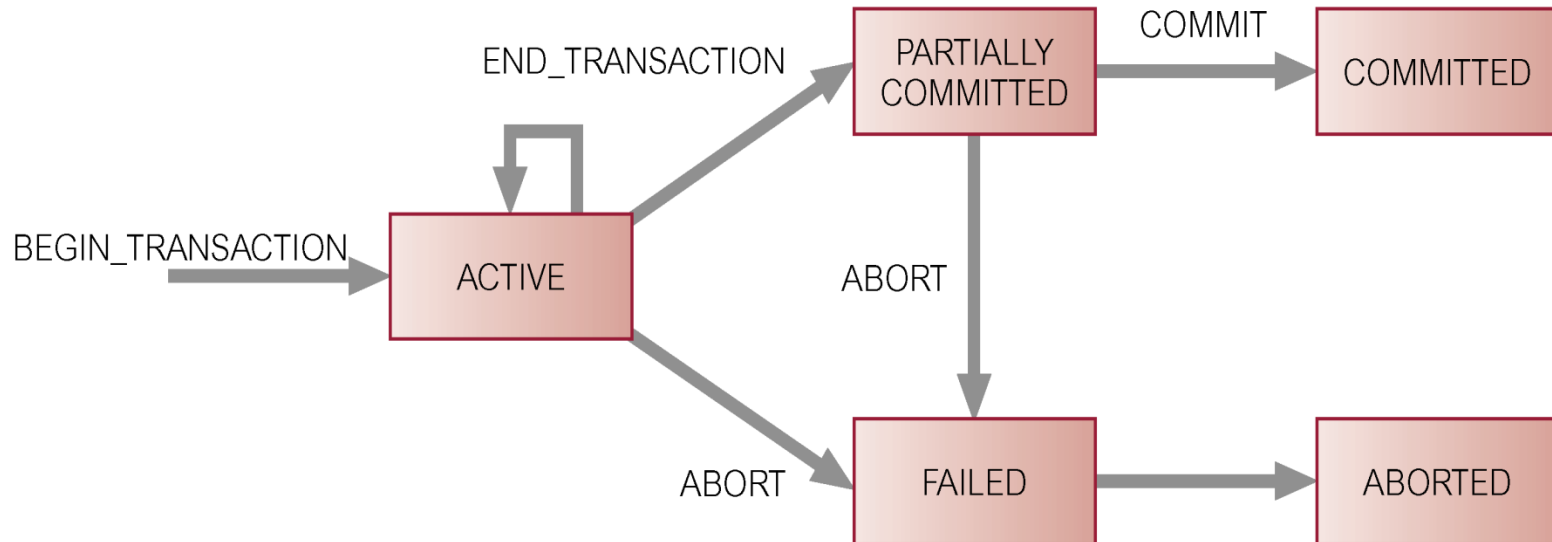 COMMIT
PARTIALLY
COMMITTED
COMMITTED
END_TRANSACTION
BEGIN_TRANSACTION
ACTIVE
ABORT
ABORT
FAILED
ABORTED